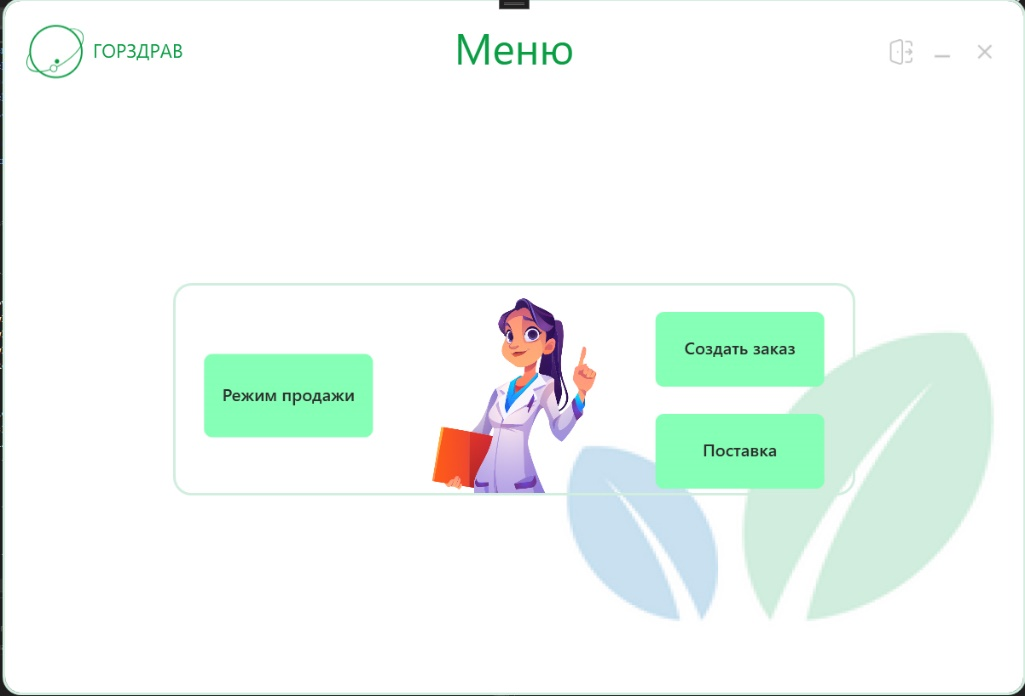 ГОРЗДРАВ
Меню
Режим продажи
Создать заказ
Поставка